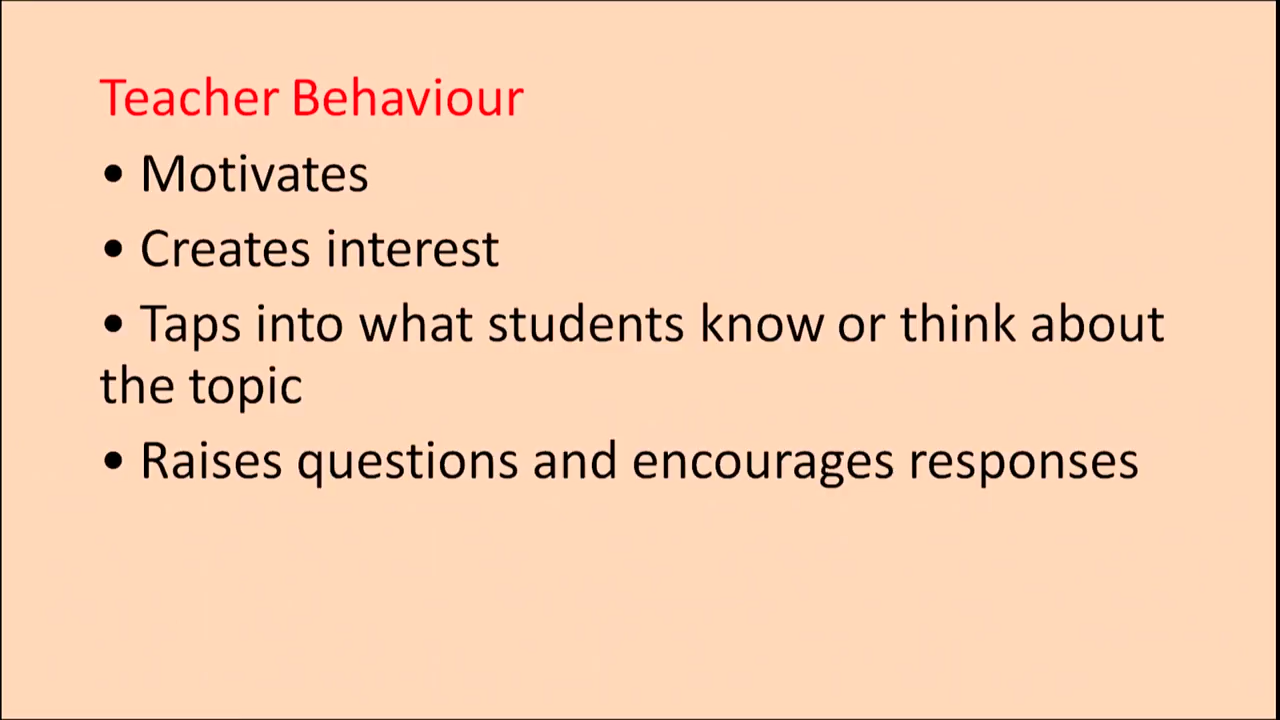 Teacher Behaviour
• Motivates
• Creates interest
• Taps into what students know or think about
the topic
• Raises questions and encourages responses